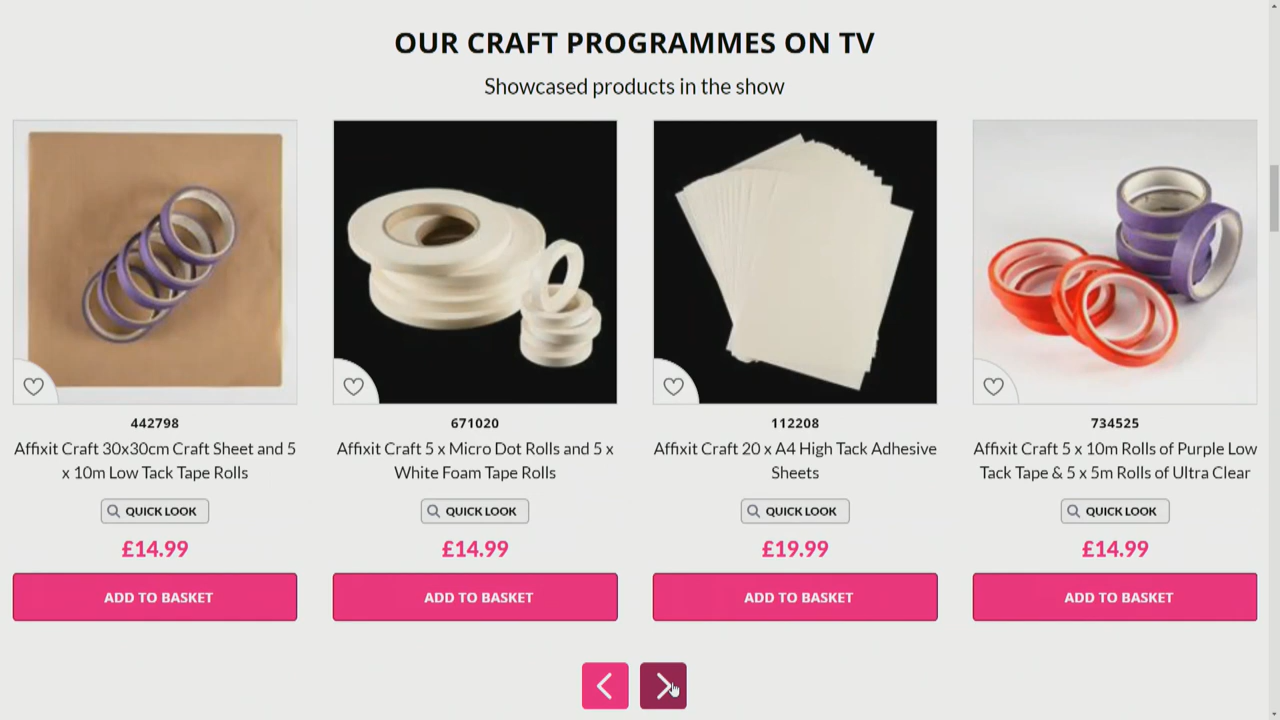 OUR CRAFT PROGRAMMES ON TV
Showcased products in the show
442798
Affixit Craft 30x30cm Craft Sheet and 5
x 10m Low Tack Tape Rolls
QUICK LOOK
£14.99
ADD TO BASKET
671020
Affixit Craft 5 x Micro Dot Rolls and 5 x
White Foam Tape Rolls
QUICK LOOK
£14.99
ADD TO BASKET
112208
Affixit Craft 20 x A4 High Tack Adhesive
Sheets
QUICK LOOK
£19.99
ADD TO BASKET
734525
Affixit Craft 5 x 10m Rolls of Purple Low
Tack Tape & 5 x 5m Rolls of Ultra Clear
QUICK LOOK
£14.99
ADD TO BASKET